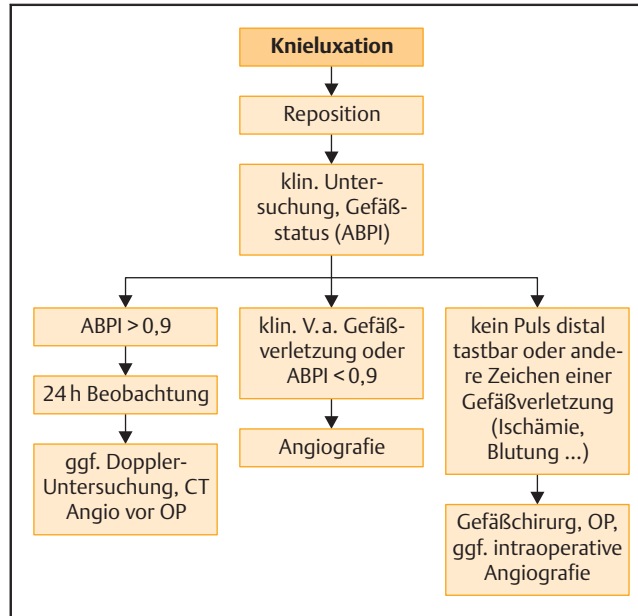 Knieluxation
Reposition
klin. Unter-
suchung, Gefäß-
status (ABPI)
ABPI > 0,9
24 h Beobachtung
ggf. Doppler-
Untersuchung, CT
Angio vor OP
klin. V. a. Gefäß-
verletzung oder
ABPI < 0,9
Angiografie
kein Puls distal
tastbar oder ande
re Zeichen einer
Gefäßverletzung
(Ischämie,
Blutung ...)
Gefäßchirurg, OP,
ggf. intraoperative
Angiografie